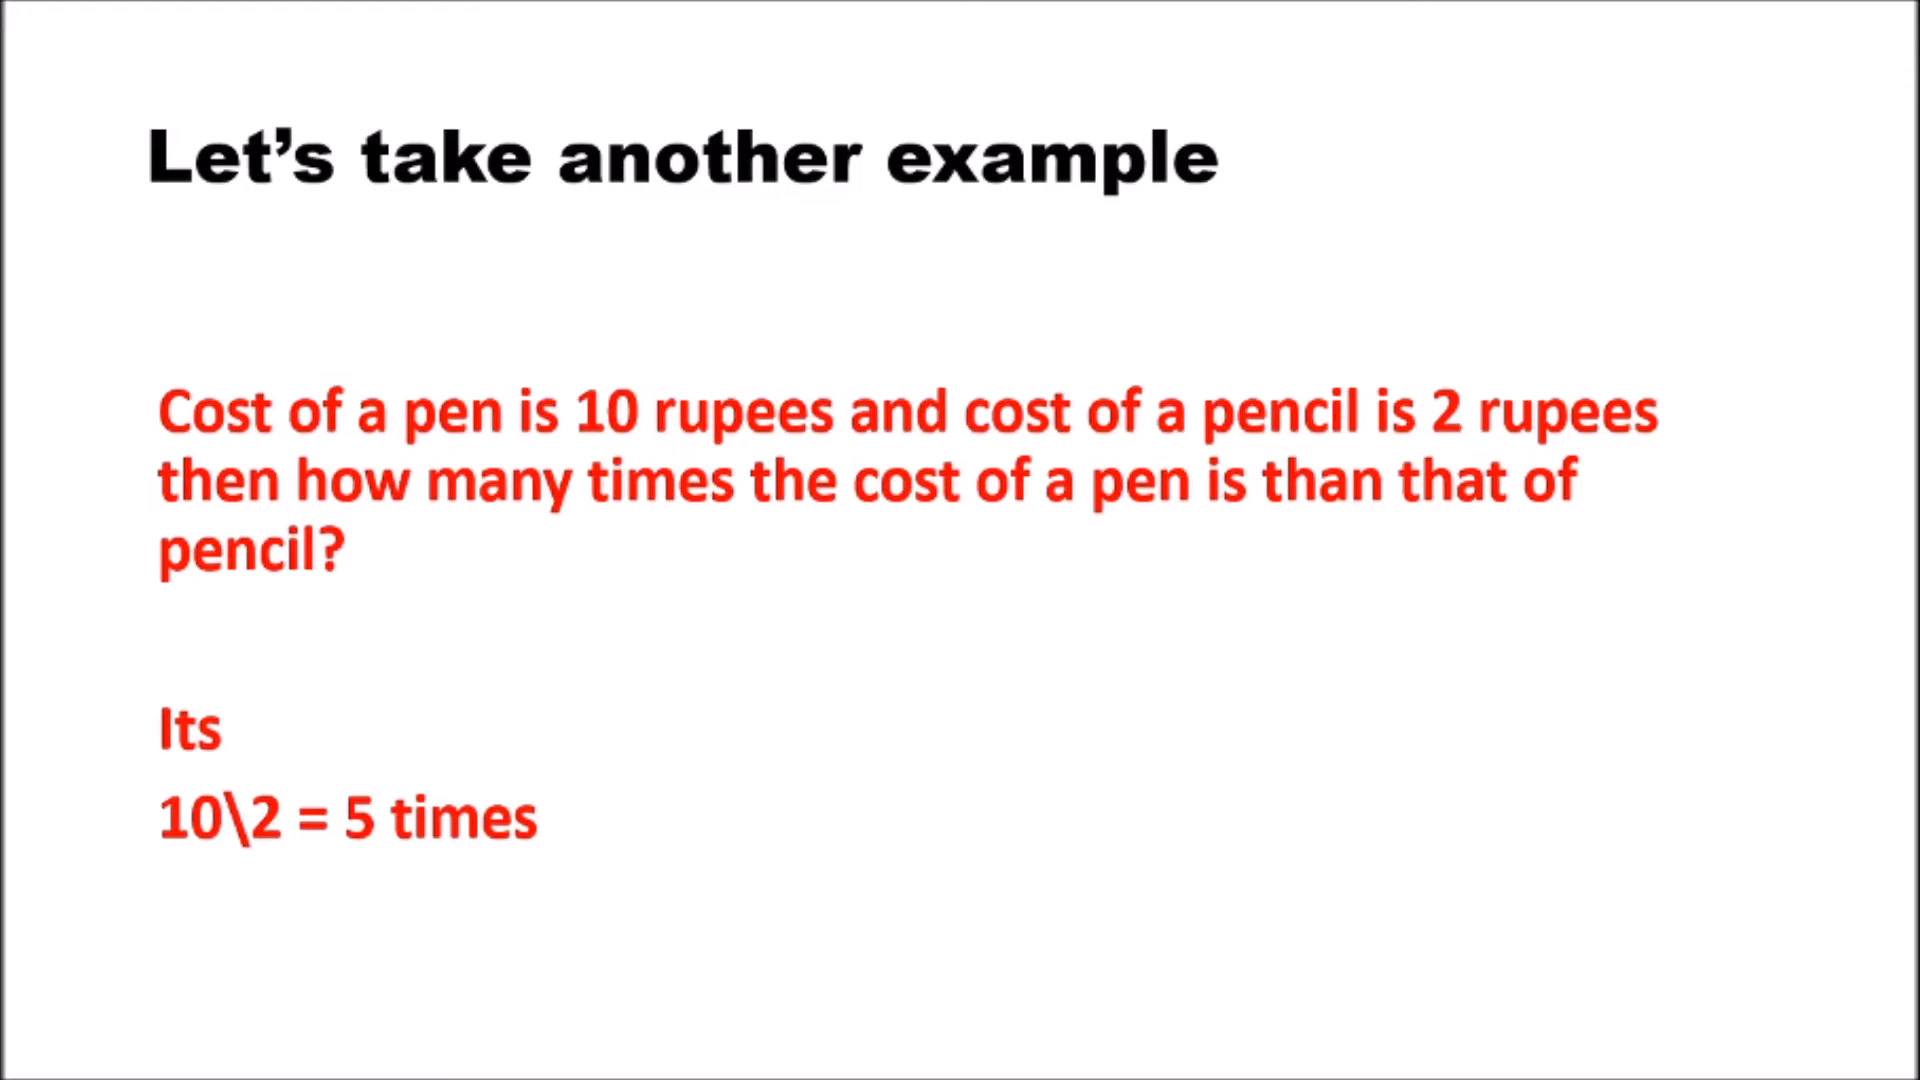 Let’s take another example
Cost of a pen is 10 rupees and cost of a pencil is 2 rupees
then how many times the cost of a pen is than that of
pencil?
Its
10\2 = 5 times